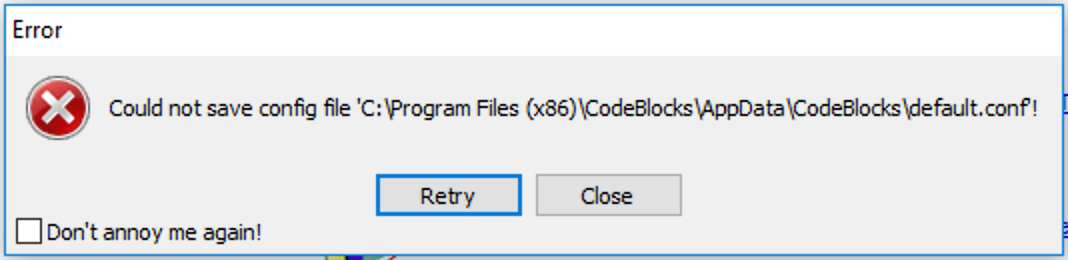 Error
Could not save config file 'C:\Program Files (x86)\CodeBlocks\AppData\CodeBlocks\default.conf'!
Retry
Close
Don't annoy me again!